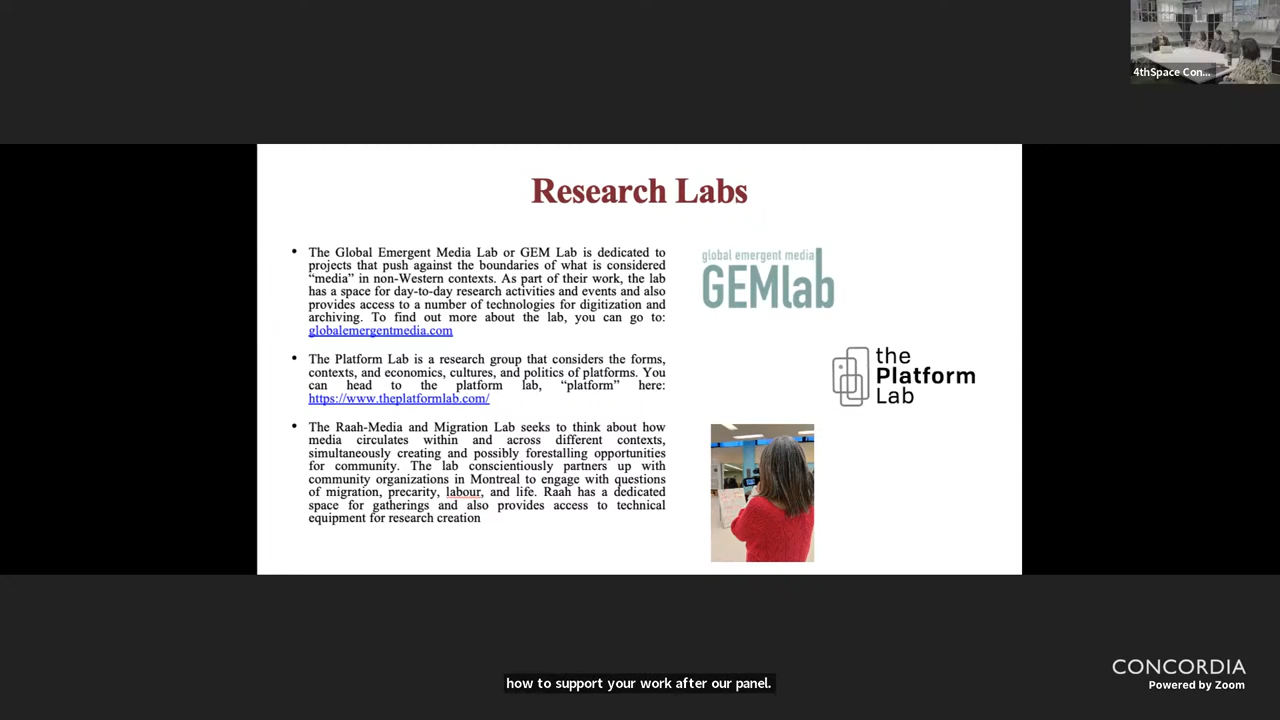 4thSpace Con...
Research Labs
• The Global Emergent Media Lab or GEM Lab is dedicated to
projects that push against the boundaries of what is considered
“media” in non-Western contexts. As part of their work, the lab
has a space for day-to-day research activities and events and also
provides access to a number of technologies for digitization and
archiving. To find out more about the lab, you can go to:
globalemergentmedia.com
• The Platform Lab is a research group that considers the forms,
contexts, and economics, cultures, and politics of platforms. You
can head to the platform lab, “platform” here:
https://www.theplatformlab.com/
• The Raah-Media and Migration Lab seeks to think about how
media circulates within and across different contexts,
simultaneously creating and possibly forestalling opportunities
for community. The lab conscientiously partners up with
community organizations in Montreal to engage with questions
of migration, precarity, labour, and life. Raah has a dedicated
space for gatherings and also provides access to technical
equipment for research creation
global emergent media
GEMlab
the
Platform
Lab
how to support your work after our panel.
CONCORDIA
Powered by Zoom